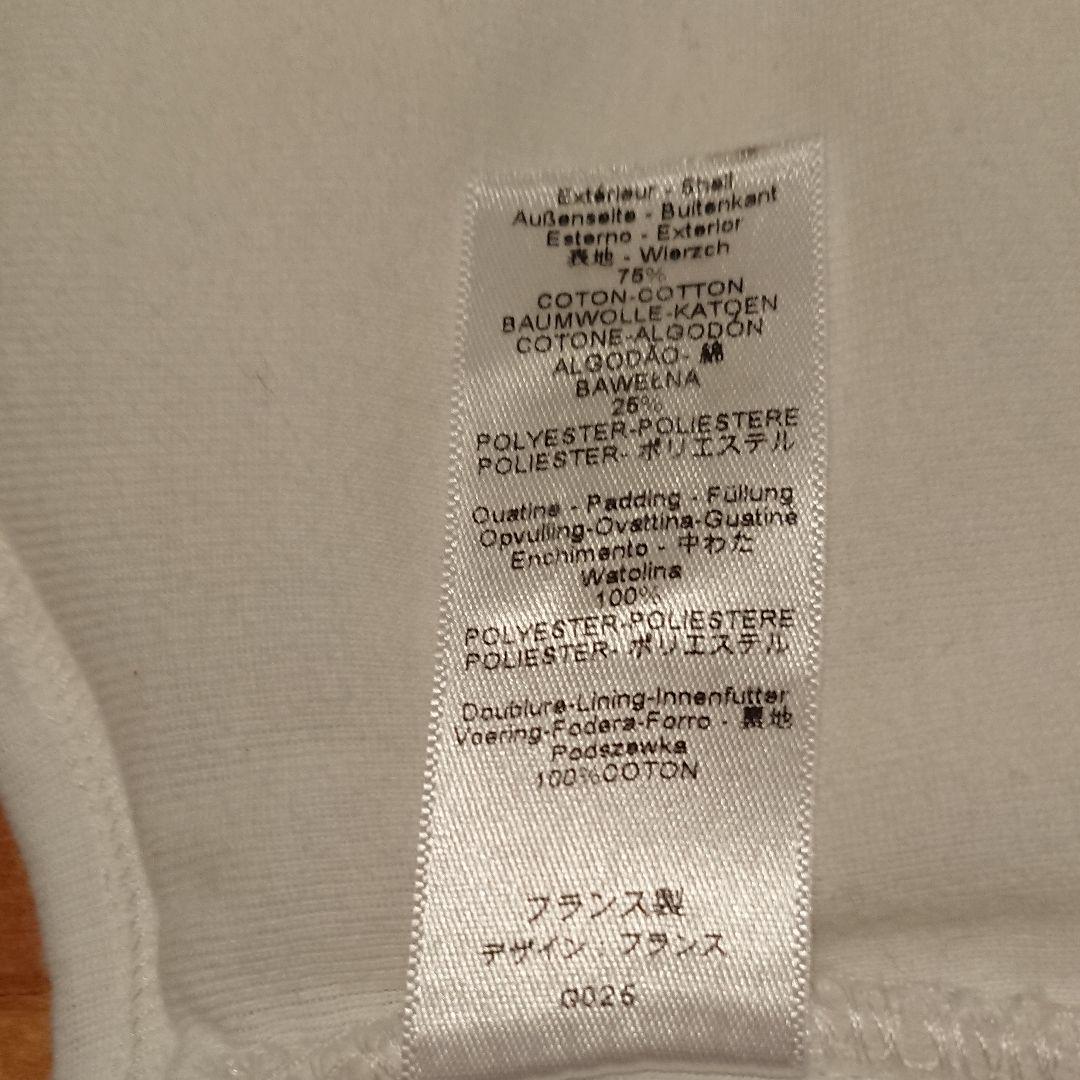 Extérieur - Shell
Außenseite - Buitenkant
Esterno - Exterior
表地 - Wierzch
75%
COTON-COTTON
BAUMWOLLE-KATOEN
COTONE-ALGODÓN
ALGODÃO- 綿
BAWEŁNA
25%
POLYESTER-POLIESTERE
POLIESTER- ポリエステル
Ouatine - Padding - Füllung
Opvulling-Ovattina-Guatine
Enchimento - 中わた
Watolina
100%
POLYESTER-POLIESTERE
POLIESTER- ポリエステル
Doublure-Lining-Innenfutter
Voering-Fodera-Forro - 裏地
Podszewka
100%COTON
フランス製
デザイン：フランス
0026